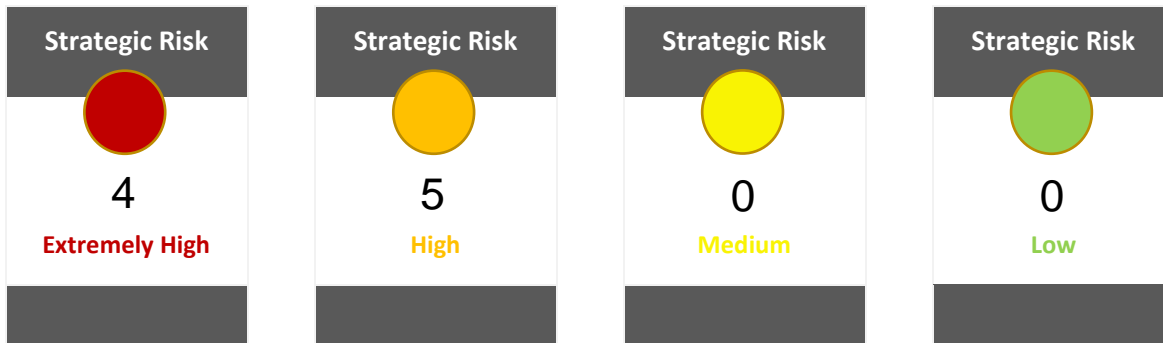 Strategic Risk
4
Extremely High
Strategic Risk
5
High
Strategic Risk
0
Medium
Strategic Risk
0
Low